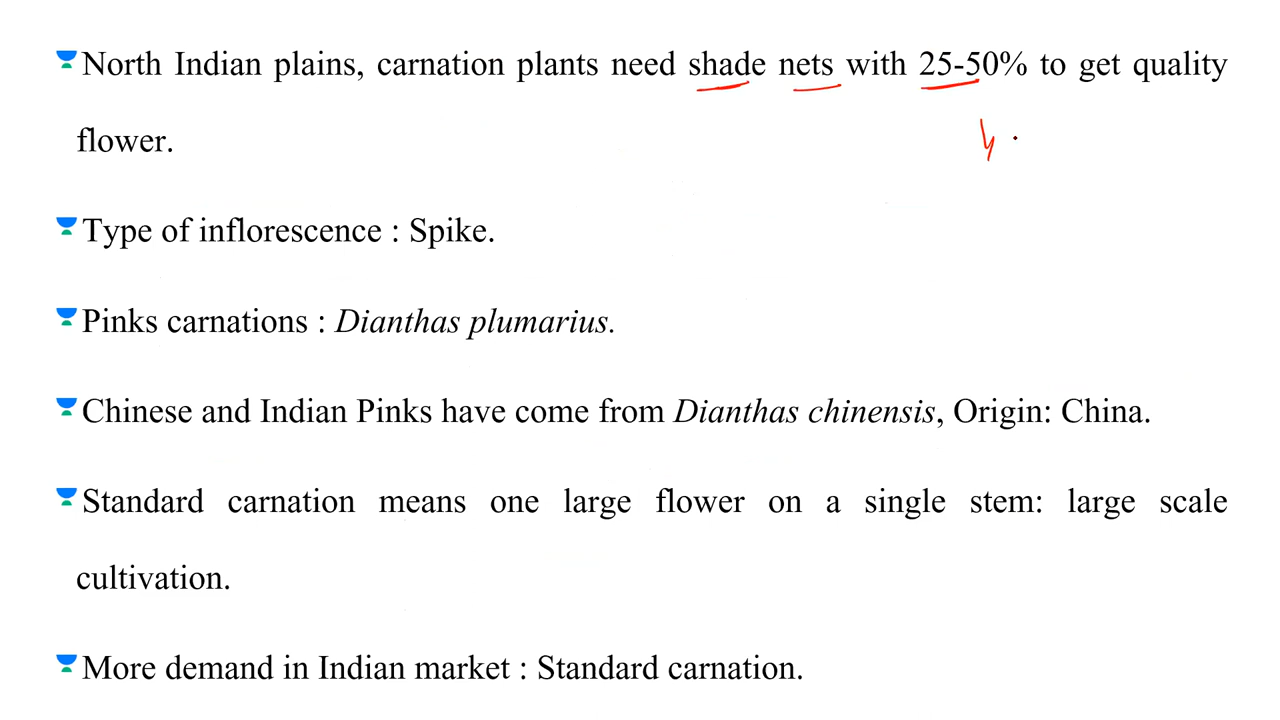 North Indian plains, carnation plants need shade nets with 25-50% to get quality
flower.
Type of inflorescence : Spike.
Pinks carnations : Dianthas plumarius.
Chinese and Indian Pinks have come from Dianthas chinensis, Origin: China.
Standard carnation means one large flower on a single stem: large scale
cultivation.
More demand in Indian market : Standard carnation.